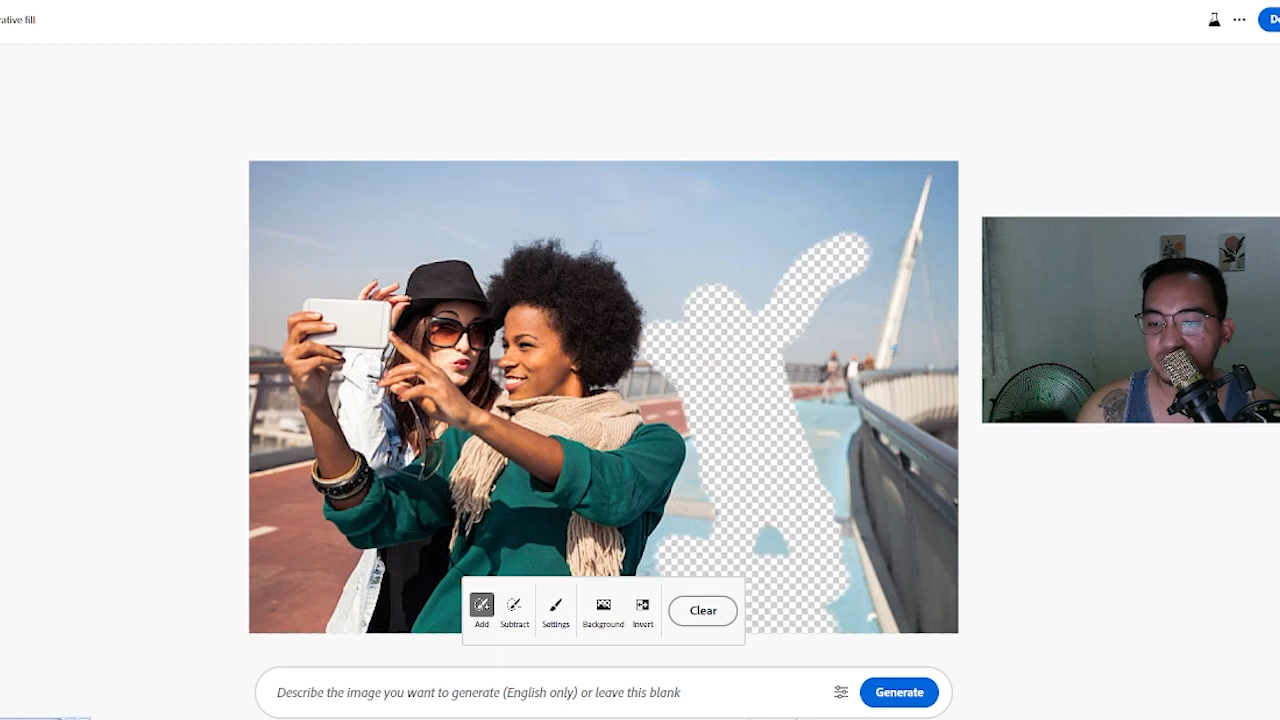 rative fill
Add
Subtract
Settings
Background
Invert
Clear
Describe the image you want to generate (English only) or leave this blank
Generate